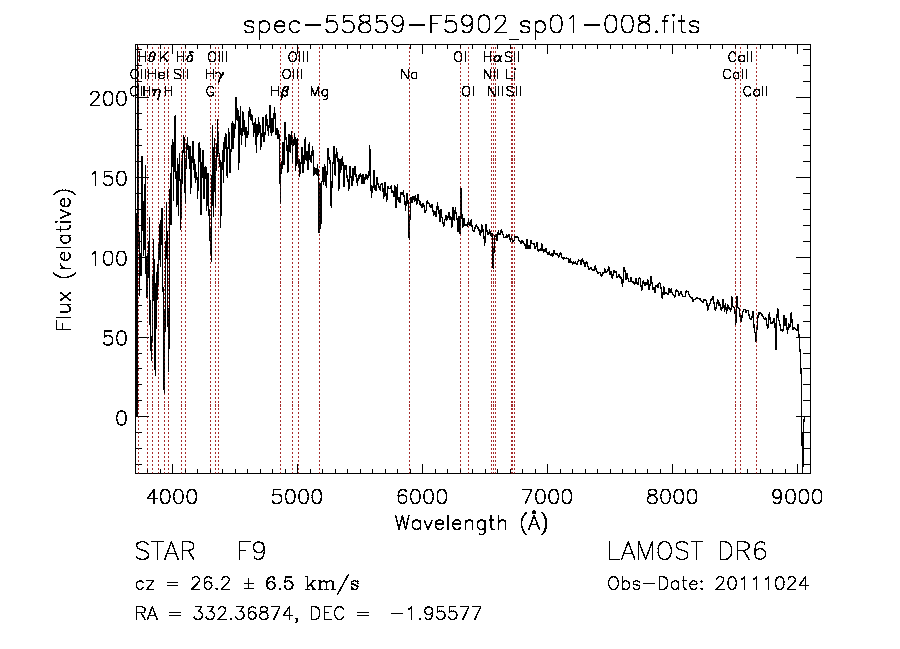 spec-55859-F5902_sp01-008.fits
Hθ K Hδ OIII OIII OI Hα SII CaII
OII HeI SII Hγ OIII Na NII Li CaII
OII Hη H G Hβ Mg OI NII SII CaII
200
150
100
50
0
Flux (relative)
4000 5000 6000 7000 8000 9000
Wavelength (Å)
STAR F9 LAMOST DR6
cz = 26.2 ± 6.5 km/s Obs-Date: 20111024
RA = 332.36874, DEC = -1.95577